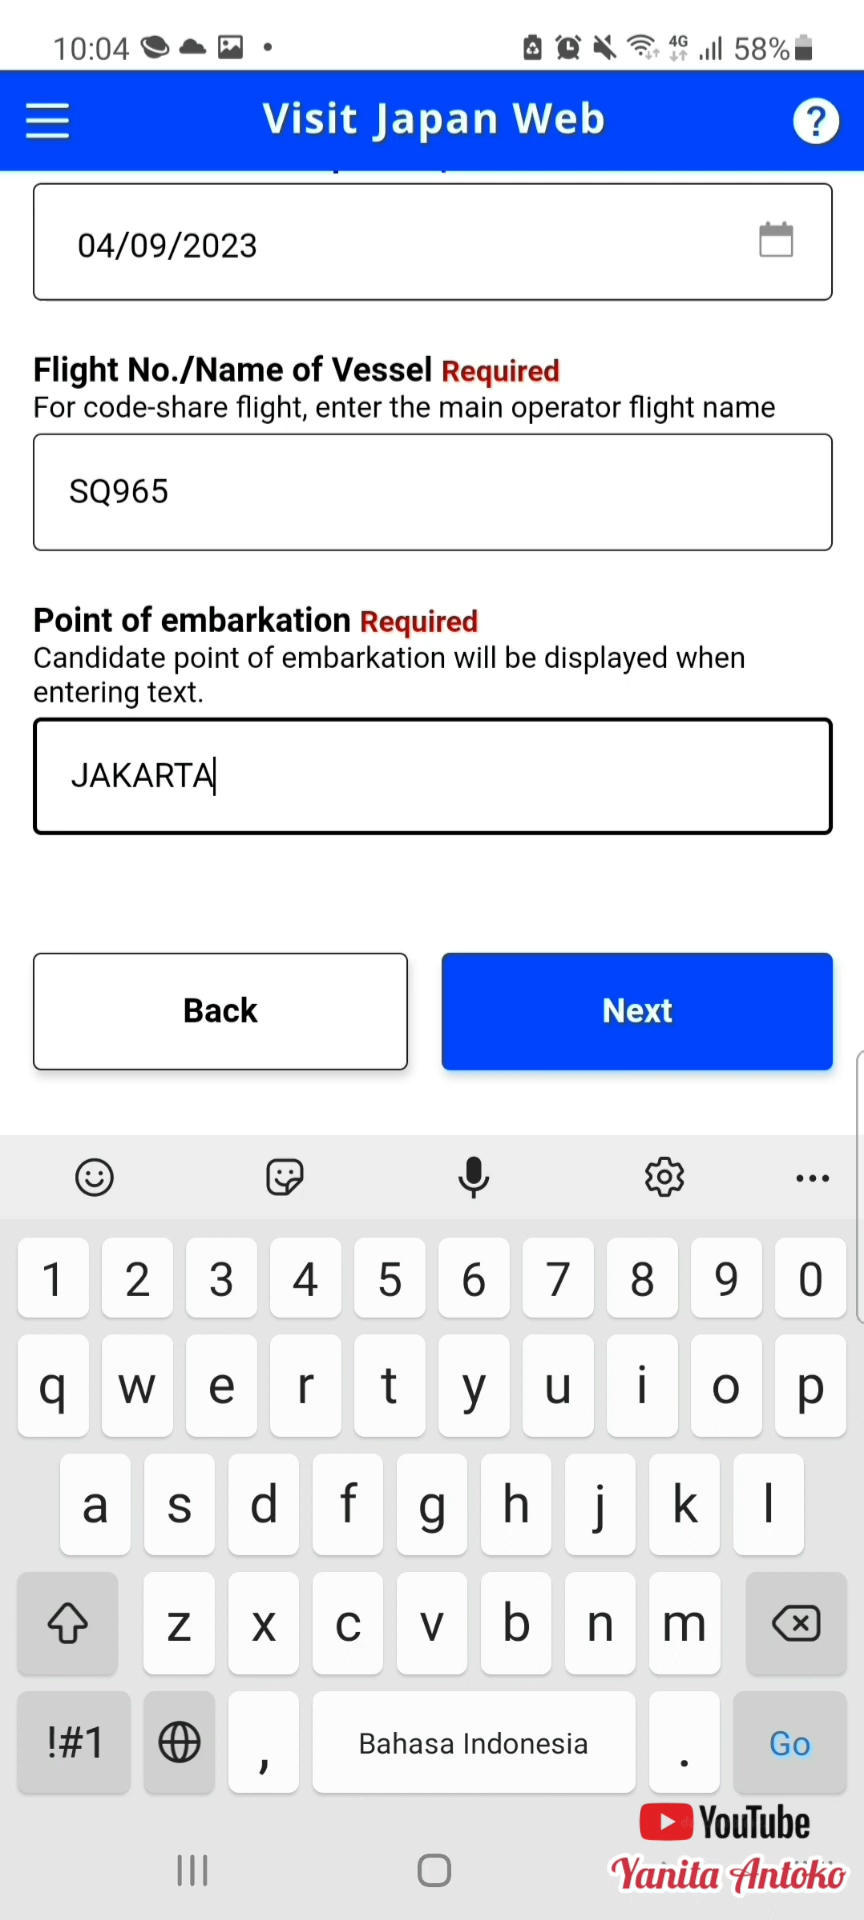 10:04
4G 58%
Visit Japan Web
?
04/09/2023
Flight No./Name of Vessel Required
For code-share flight, enter the main operator flight name
SQ965
Point of embarkation Required
Candidate point of embarkation will be displayed when
entering text.
JAKARTA
Back Next
1 2 3 4 5 6 7 8 9 0
q w e r t y u i o p
a s d f g h j k l
z x c v b n m
!#1 , Bahasa Indonesia . Go
YouTube
Yanita Antoko